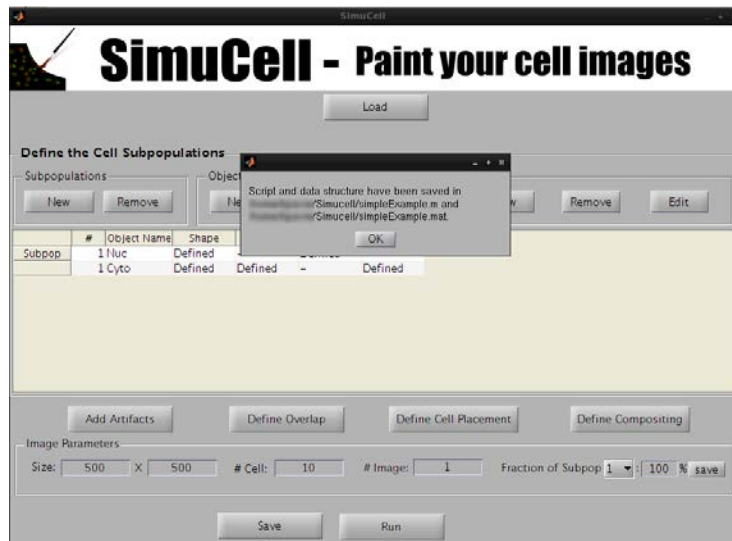 SimuCell
SimuCell - Paint your cell images
Load
Define the Cell Subpopulations
Subpopulations
New Remove
Script and data structure have been saved in
/Simucell/simpleExample.m and
/Simucell/simpleExample.mat.
OK
Remove Edit
# Object Name Shape
Subpop 1 Nuc Defined -
1 Cyto Defined Defined - Defined
Add Artifacts Define Overlap Define Cell Placement Define Compositing
Image Parameters
Size: 500 X 500 # Cell: 10 # Image: 1 Fraction of Subpop 1 : 100 % save
Save Run